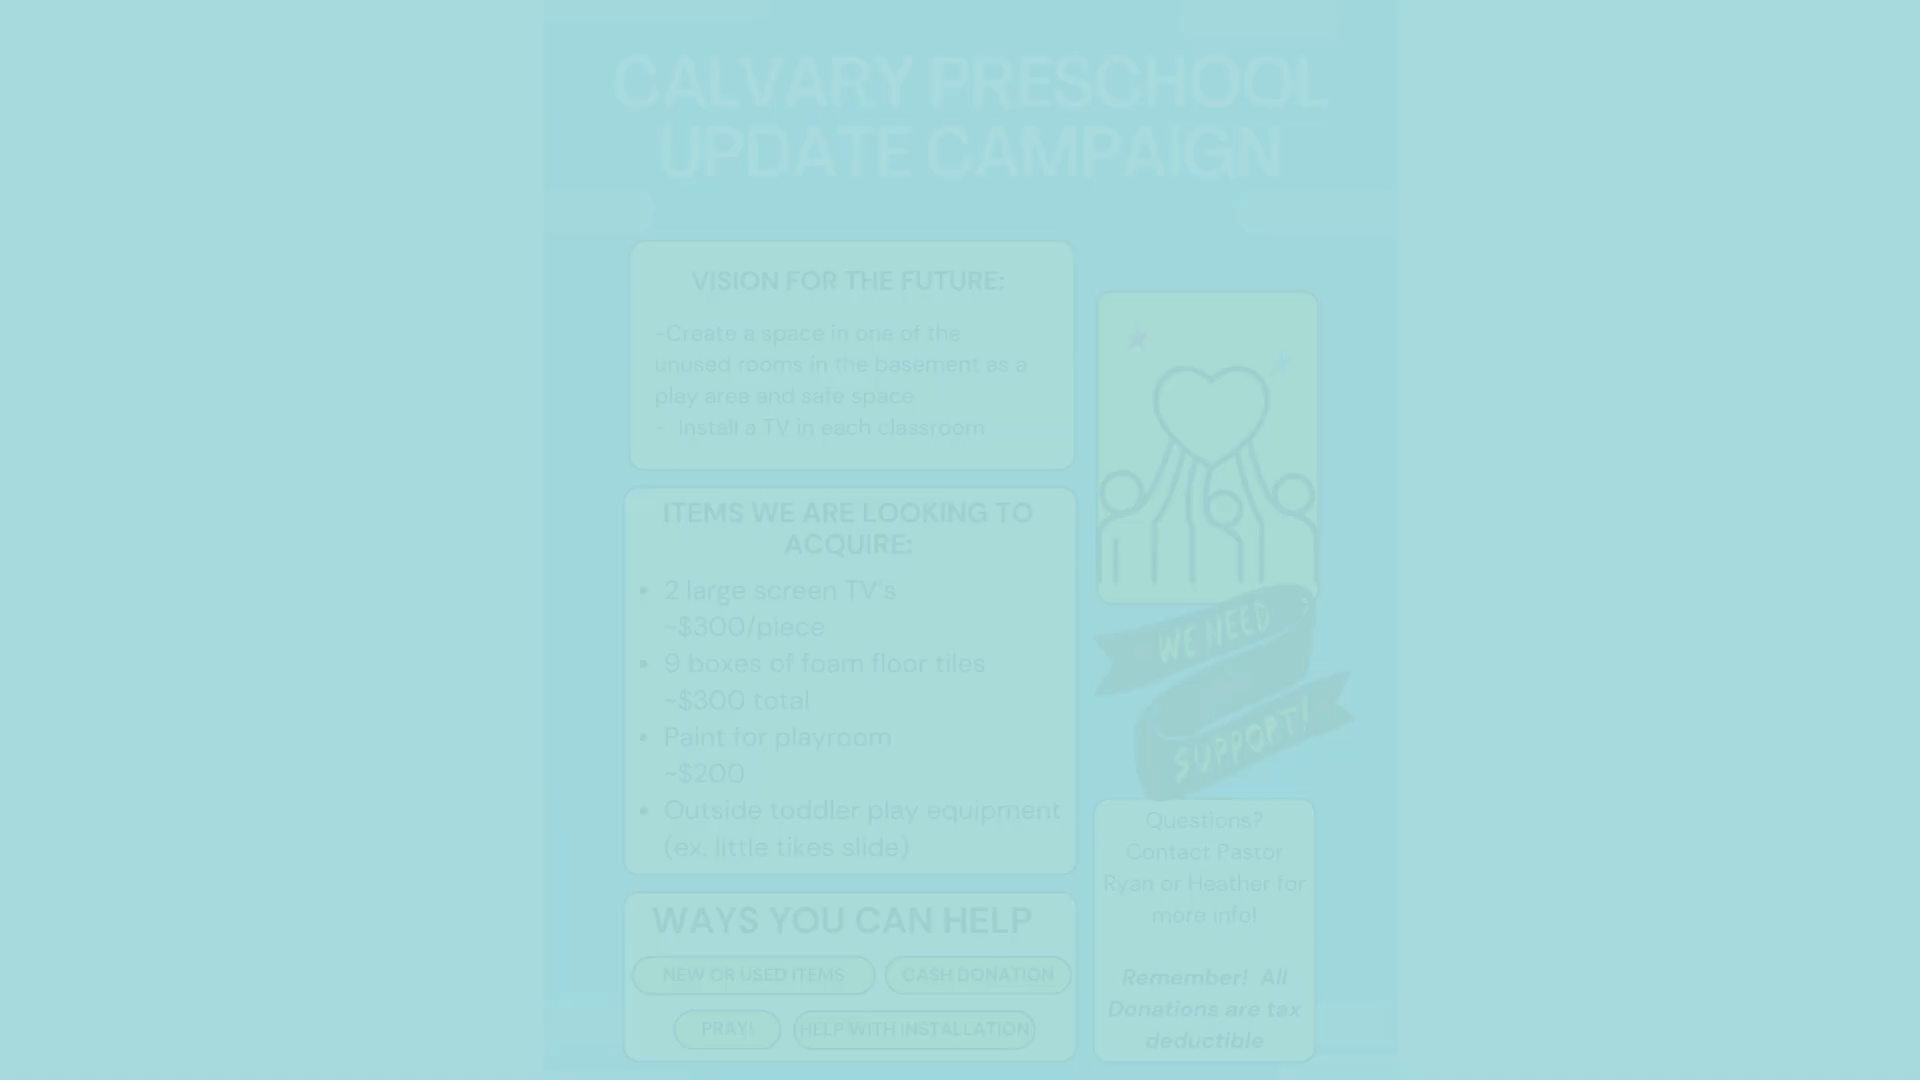 CALVARY PRESCHOOL
UPDATE CAMPAIGN
VISION FOR THE FUTURE:
-Create a space in one of the
unused rooms in the basement as a
play area and safe space
- Install a TV in each classroom
ITEMS WE ARE LOOKING TO
ACQUIRE:
• 2 large screen TV's
~$300/piece
• 9 boxes of foam floor tiles
~$300 total
• Paint for playroom
~$200
• Outside toddler play equipment
(ex. little tikes slide)
WAYS YOU CAN HELP
NEW OR USED ITEMS
CASH DONATION
PRAY!
HELP WITH INSTALLATION
WE NEED
SUPPORT!
Questions?
Contact Pastor
Ryan or Heather for
more info!
Remember! All
Donations are tax
deductible